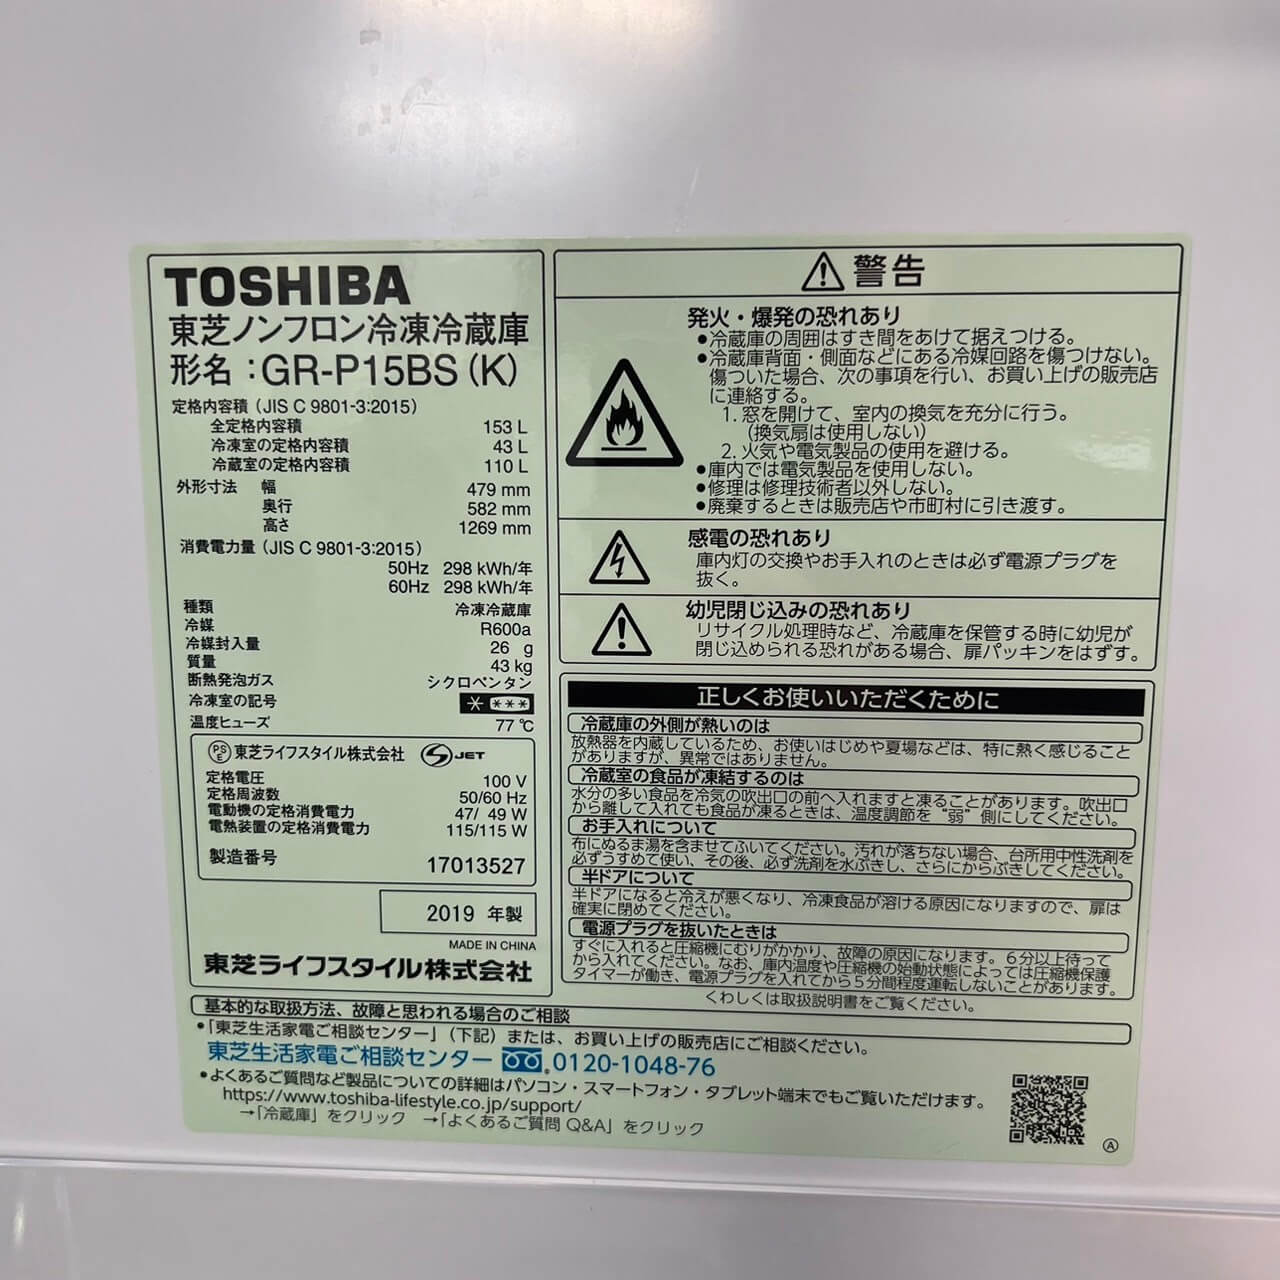 TOSHIBA
東芝ノンフロン冷凍冷蔵庫
形名：GR-P15BS (K)
定格内容積（JIS C 9801-3:2015）
全定格内容積 153 L
冷凍室の定格内容積 43 L
冷蔵室の定格内容積 110 L
外形寸法 幅 479 mm
奥行 582 mm
高さ 1269 mm
消費電力量（JIS C 9801-3:2015）
50Hz 298 kWh/年
60Hz 298 kWh/年
種類 冷凍冷蔵庫
冷媒 R600a
冷媒封入量 26 g
質量 43 kg
断熱発泡ガス シクロペンタン
冷凍室の記号 * ***
温度ヒューズ 77 ℃
PSE 東芝ライフスタイル株式会社 S JET
定格電圧 100 V
定格周波数 50/60 Hz
電動機の定格消費電力 47/ 49 W
電熱装置の定格消費電力 115/115 W
製造番号 17013527
2019 年製
MADE IN CHINA
東芝ライフスタイル株式会社
警告
発火・爆発の恐れあり
●冷蔵庫の周囲はすき間をあけて据えつける。
●冷蔵庫背面・側面などにある冷媒回路を傷つけない。
傷ついた場合、次の事項を行い、お買い上げの販売店
に連絡する。
1. 窓を開けて、室内の換気を充分に行う。
（換気扇は使用しない）
2. 火気や電気製品の使用を避ける。
●庫内では電気製品を使用しない。
●修理は修理技術者以外しない。
●廃棄するときは販売店や市町村に引き渡す。
感電の恐れあり
庫内灯の交換やお手入れのときは必ず電源プラグを
抜く。
幼児閉じ込みの恐れあり
リサイクル処理時など、冷蔵庫を保管する時に幼児が
閉じ込められる恐れがある場合、扉パッキンをはずす。
正しくお使いいただくために
冷蔵庫の外側が熱いのは
放熱器を内蔵しているため、お使いはじめや夏場などは、特に熱く感じること
がありますが、異常ではありません。
冷蔵室の食品が凍結するのは
水分の多い食品を冷気の吹出口の前へ入れますと凍ることがあります。吹出口
から離して入れても食品が凍るときは、温度調節を“弱”側にしてください。
お手入れについて
布にぬるま湯を含ませてふいてください。汚れが落ちない場合、台所用中性洗剤を
必ずうすめて使い、その後、必ず洗剤を水ぶきし、さらにからぶきしてください。
半ドアについて
半ドアになると冷えが悪くなり、冷凍食品が溶ける原因になりますので、扉は
確実に閉めてください。
電源プラグを抜いたときは
すぐに入れると圧縮機にむりがかかり、故障の原因になります。６分以上待って
から入れてください。なお、庫内温度や圧縮機の始動状態によっては圧縮機保護
タイマーが働き、電源プラグを入れてから５分間程度運転しないことがあります。
くわしくは取扱説明書をご覧ください。
基本的な取扱方法、故障と思われる場合のご相談
●「東芝生活家電ご相談センター」（下記）または、お買い上げの販売店にご相談ください。
東芝生活家電ご相談センター 0120-1048-76
●よくあるご質問など製品についての詳細はパソコン・スマートフォン・タブレット端末でもご覧いただけます。
https://www.toshiba-lifestyle.co.jp/support/
→「冷蔵庫」をクリック →「よくあるご質問 Q&A」をクリック
Ⓐ